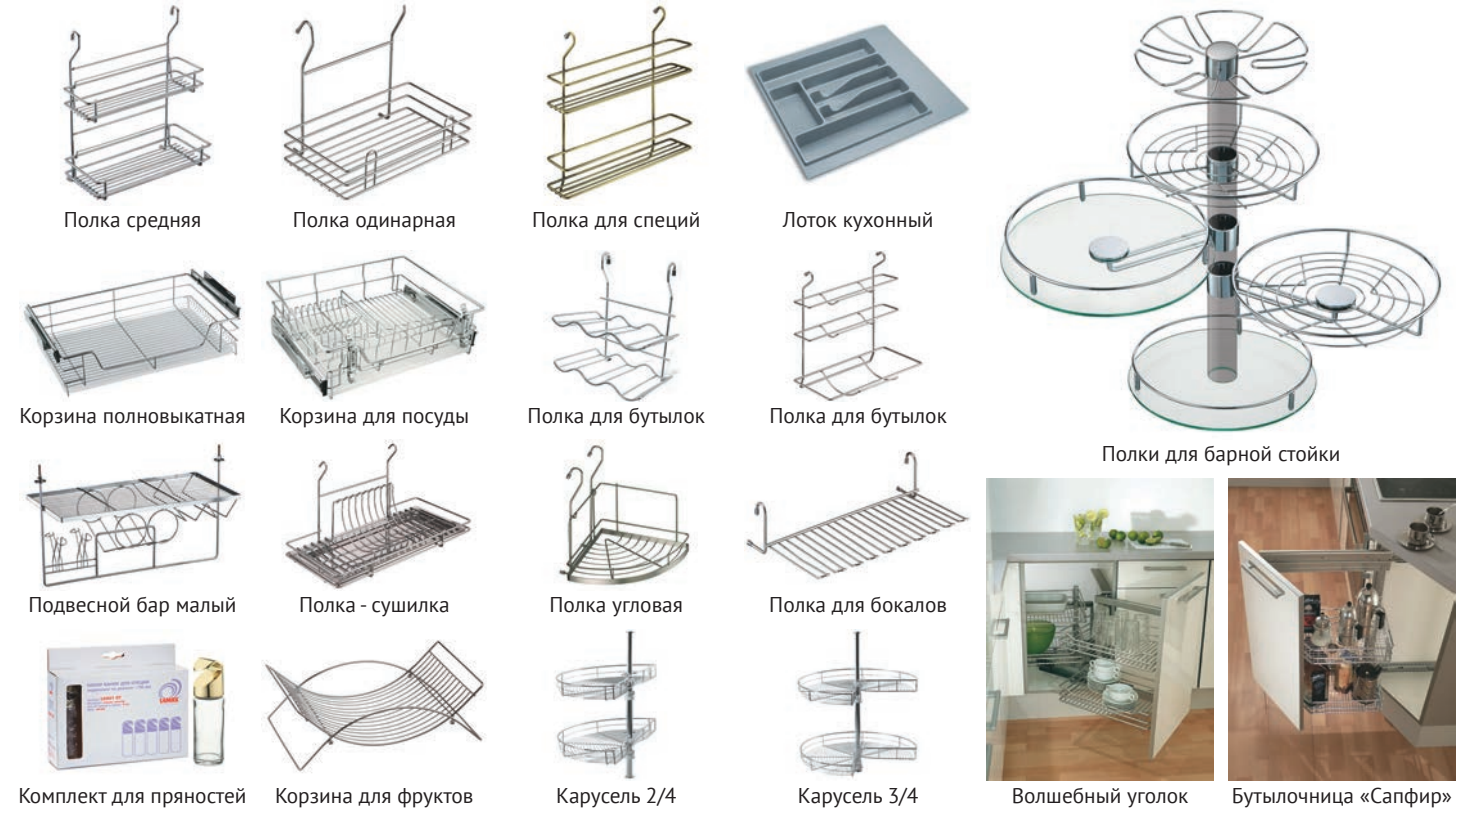 Полка средняя
Полка одинарная
Полка для специй
Лоток кухонный
Корзина полновыкатная
Корзина для посуды
Полка для бутылок
Полка для бутылок
Полки для барной стойки
Подвесной бар малый
Полка - сушилка
Полка угловая
Полка для бокалов
Комплект для пряностей
Корзина для фруктов
Карусель 2/4
Карусель 3/4
Волшебный уголок
Бутылочница «Сапфир»